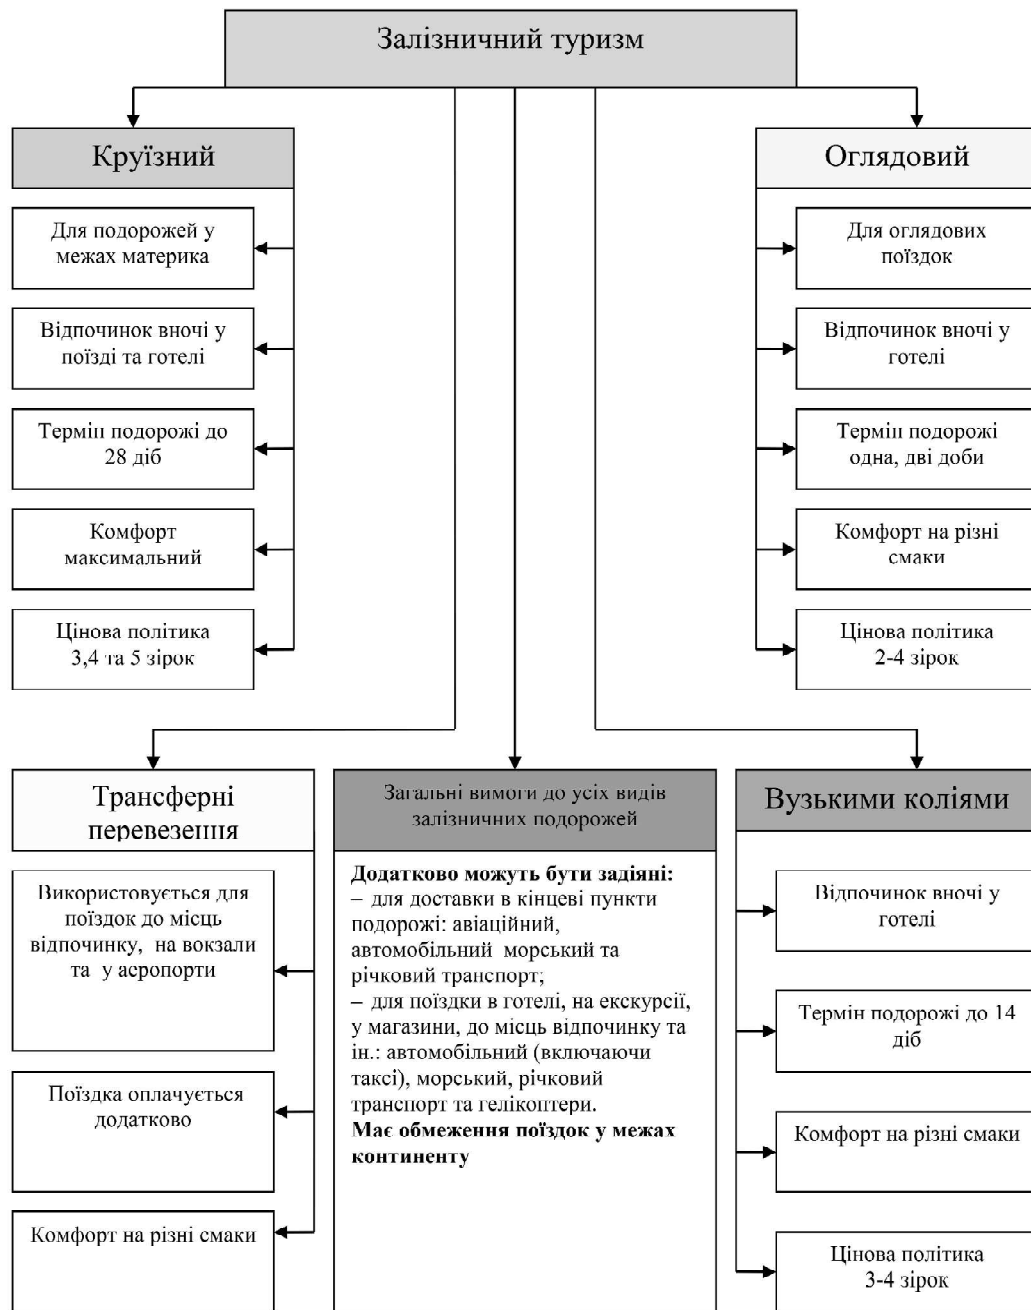 Залізничний туризм
Круїзний
Для подорожей у
межах материка
Відпочинок вночі у
поїзді та готелі
Термін подорожі до
28 діб
Комфорт
максимальний
Цінова політика
3,4 та 5 зірок
Оглядовий
Для оглядових
поїздок
Відпочинок вночі у
готелі
Термін подорожі
одна, дві доби
Комфорт на різні
смаки
Цінова політика
2-4 зірок
Трансферні
перевезення
Використовується для
поїздок до місць
відпочинку, на вокзали
та у аеропорти
Поїздка оплачується
додатково
Комфорт на різні смаки
Загальні вимоги до усіх видів
залізничних подорожей
Додатково можуть бути задіяні:
– для доставки в кінцеві пункти
подорожі: авіаційний,
автомобільний морський та
річковий транспорт;
– для поїздки в готелі, на екскурсії,
у магазини, до місць відпочинку та
ін.: автомобільний (включаючи
таксі), морський, річковий
транспорт та гелікоптери.
Має обмеження поїздок у межах
континенту
Вузькими коліями
Відпочинок вночі у
готелі
Термін подорожі до 14
діб
Комфорт на різні смаки
Цінова політика
3-4 зірок